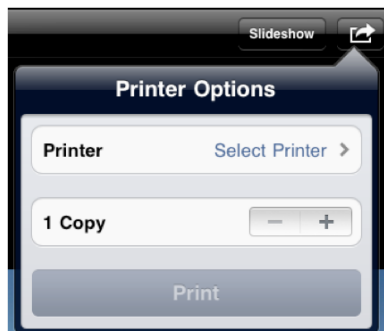 Slideshow
Printer Options
Printer Select Printer >
1 Copy − +
Print